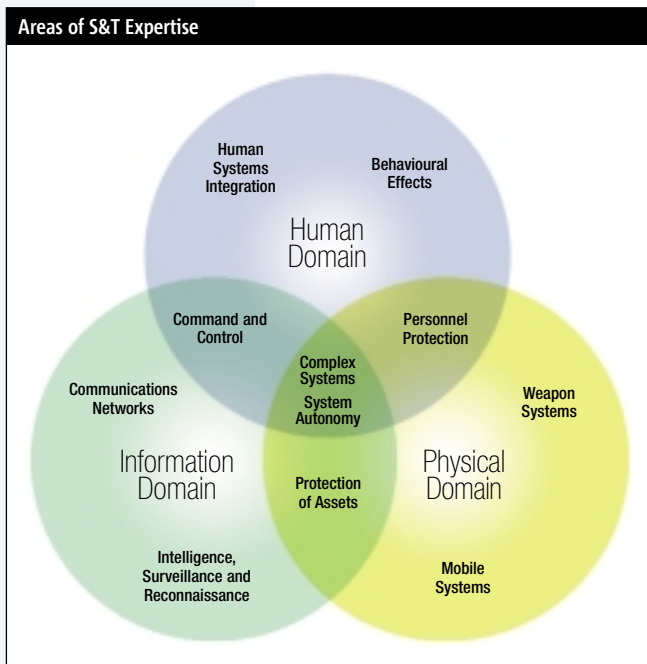 Areas of S&T Expertise
Human
Systems
Integration
Behavioural
Effects
Human
Domain
Command and
Control
Personnel
Protection
Complex
Systems
System
Autonomy
Communications
Networks
Weapon
Systems
Information
Domain
Physical
Domain
Protection
of Assets
Intelligence,
Surveillance and
Reconnaissance
Mobile
Systems